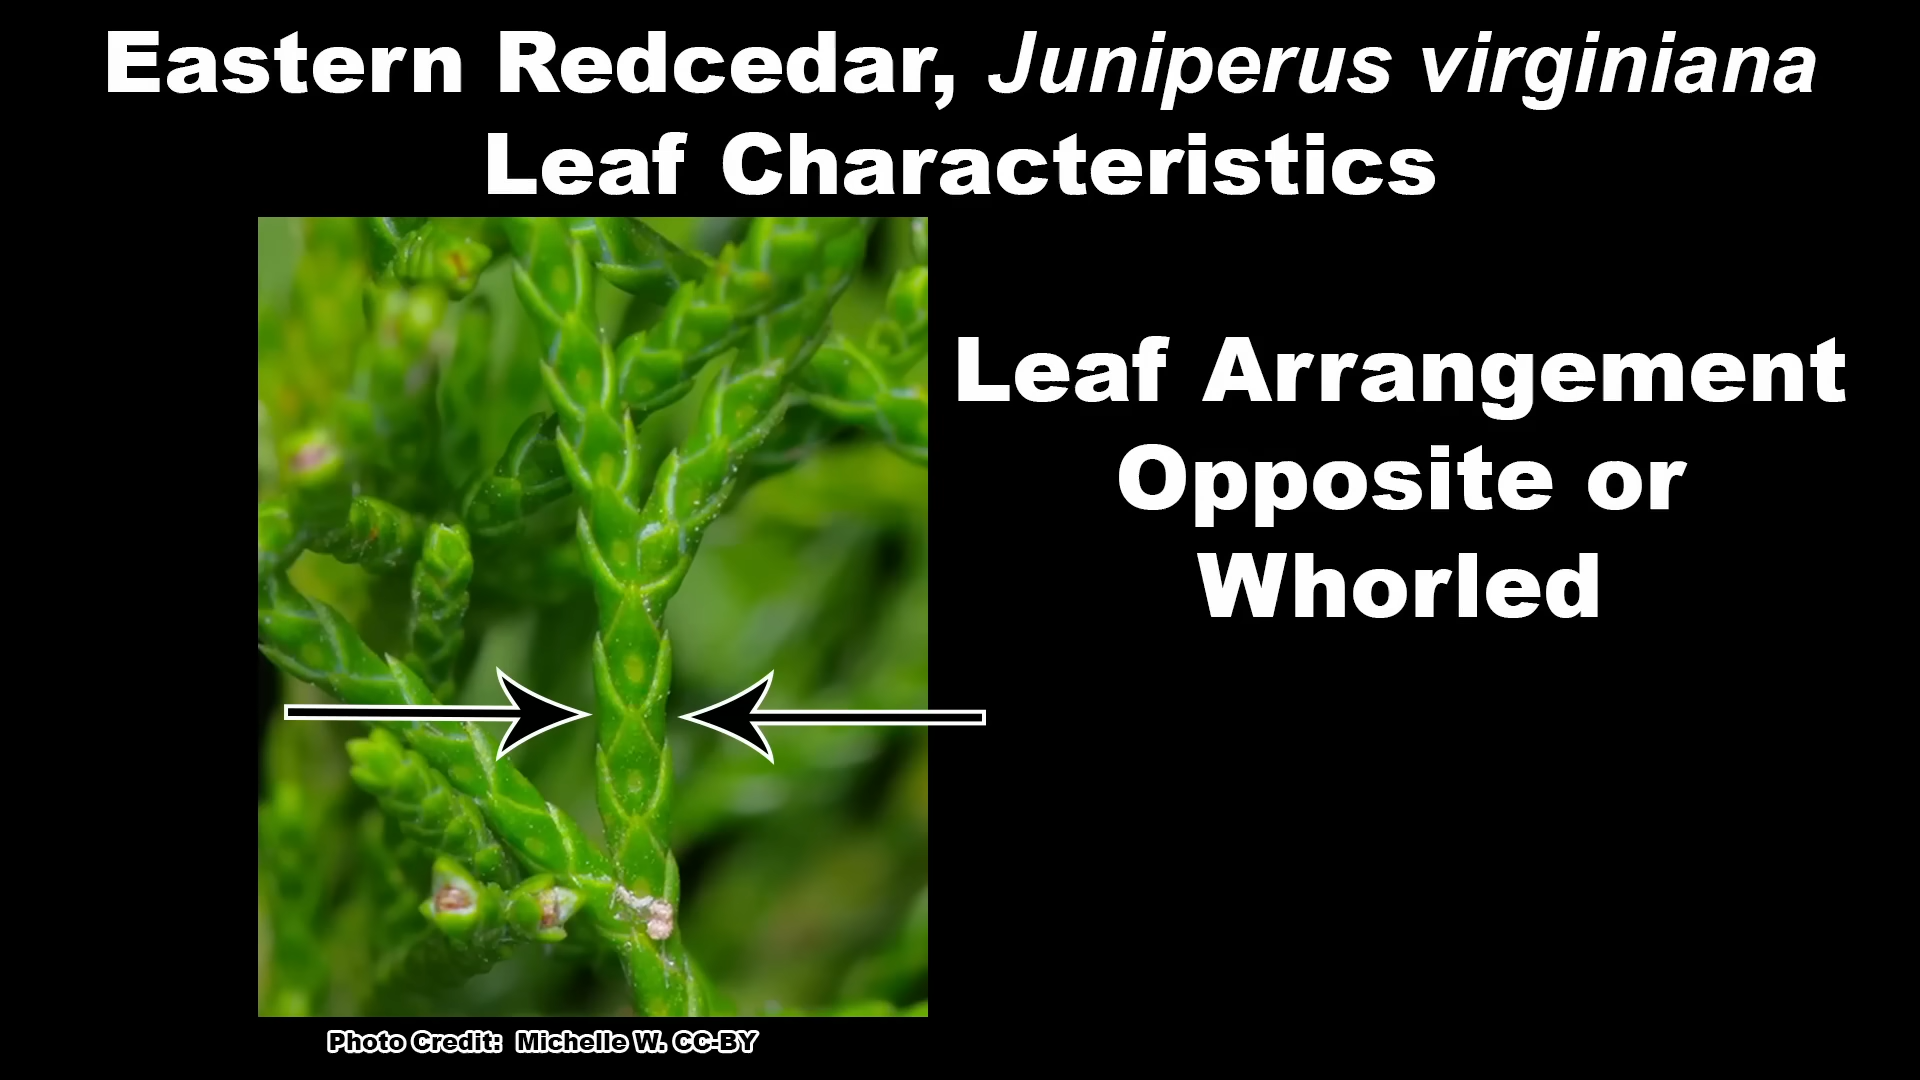 Eastern Redcedar, Juniperus virginiana
Leaf Characteristics
Leaf Arrangement
Opposite or
Whorled
Photo Credit: Michelle W. CC-BY